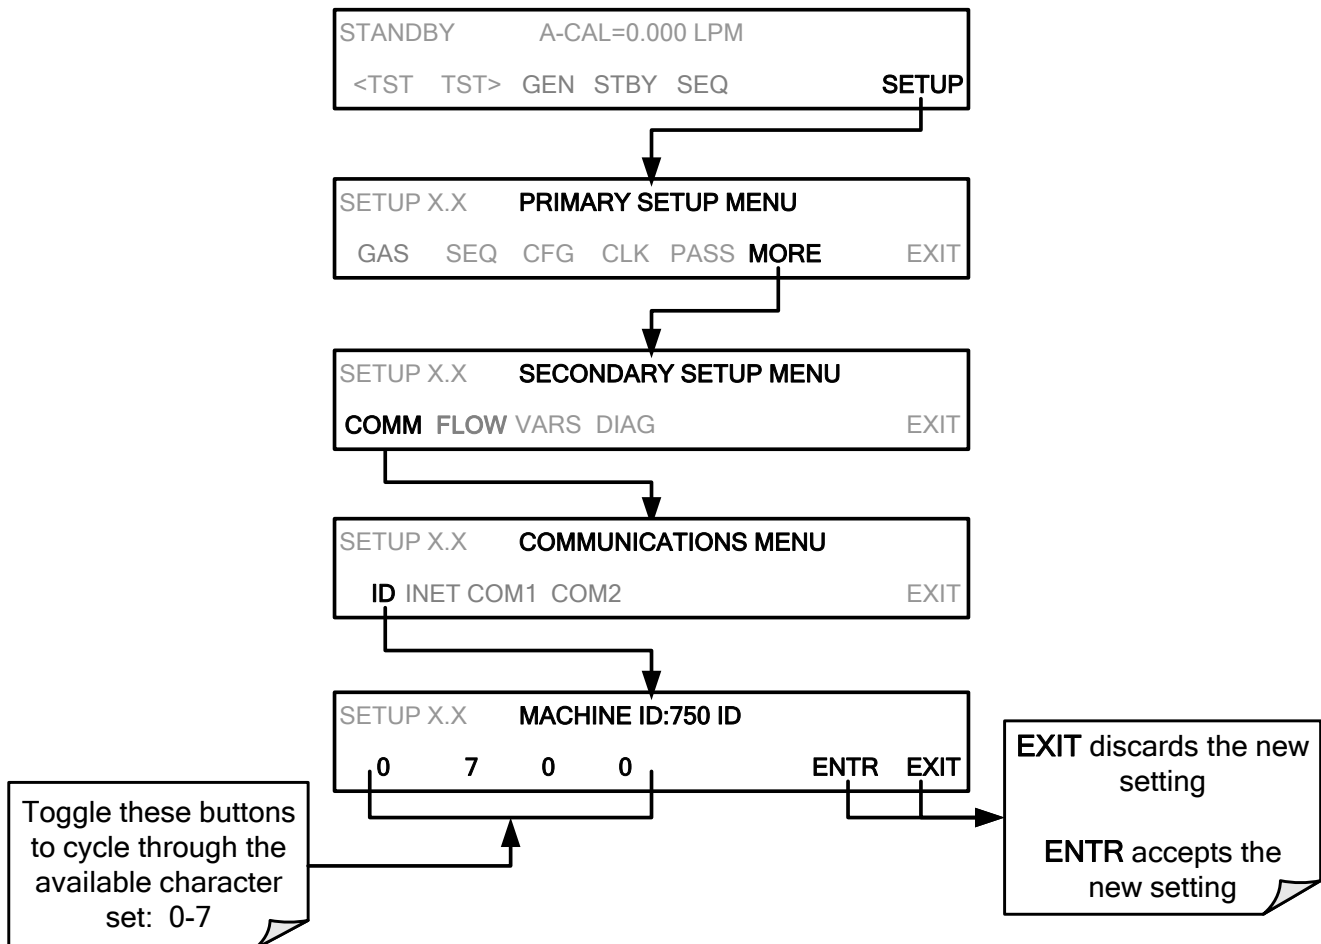 STANDBY A-CAL=0.000 LPM
<TST TST> GEN STBY SEQ SETUP
SETUP X.X PRIMARY SETUP MENU
GAS SEQ CFG CLK PASS MORE EXIT
SETUP X.X SECONDARY SETUP MENU
COMM FLOW VARS DIAG EXIT
SETUP X.X COMMUNICATIONS MENU
ID INET COM1 COM2 EXIT
SETUP X.X MACHINE ID:750 ID
0 7 0 0 ENTR EXIT
Toggle these buttons
to cycle through the
available character
set: 0-7
EXIT discards the new
setting
ENTR accepts the
new setting